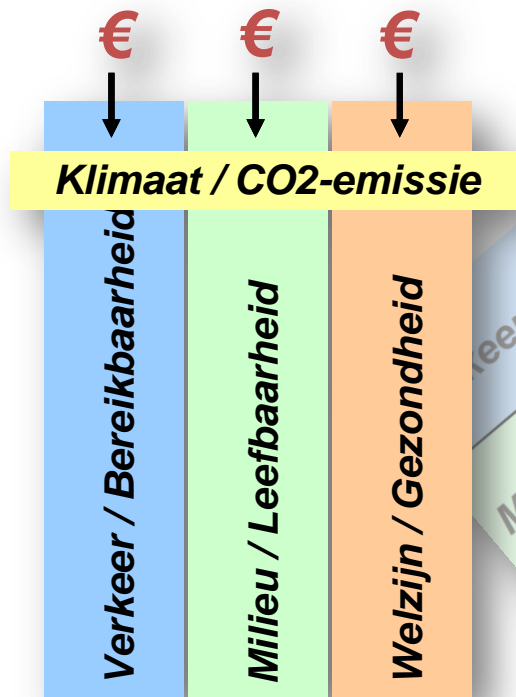 € € €
Klimaat / CO2-emissie
Verkeer / Bereikbaarheid
Milieu / Leefbaarheid
Welzijn / Gezondheid